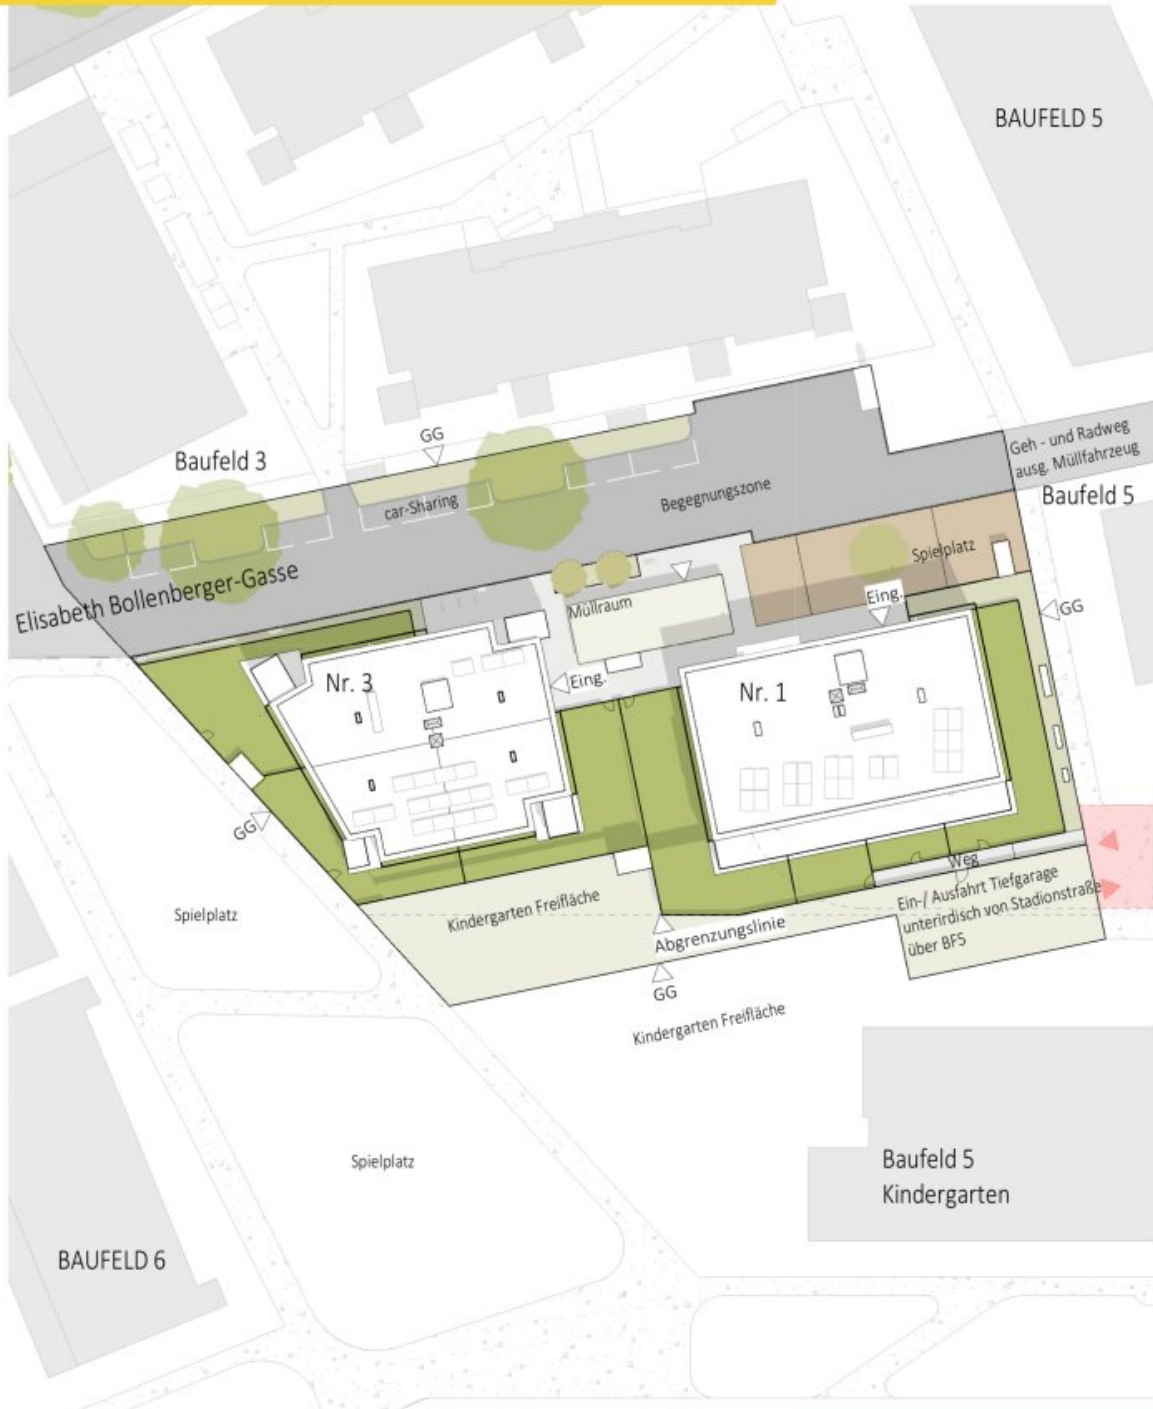 BAUFELD 5
GG
Baufeld 3
Geh - und Radweg
ausg. Müllfahrzeug
Baufeld 5
car-Sharing
Begegnungszone
Spielplatz
Elisabeth Bollenberger-Gasse
Müllraum
Eing.
GG
Nr. 3
Eing.
Nr. 1
GG
Weg
Ein-/ Ausfahrt Tiefgarage
unterirdisch von Stadionstraße
über BF5
Spielplatz
Kindergarten Freifläche
Abgrenzungslinie
GG
Kindergarten Freifläche
Spielplatz
Baufeld 5
Kindergarten
BAUFELD 6